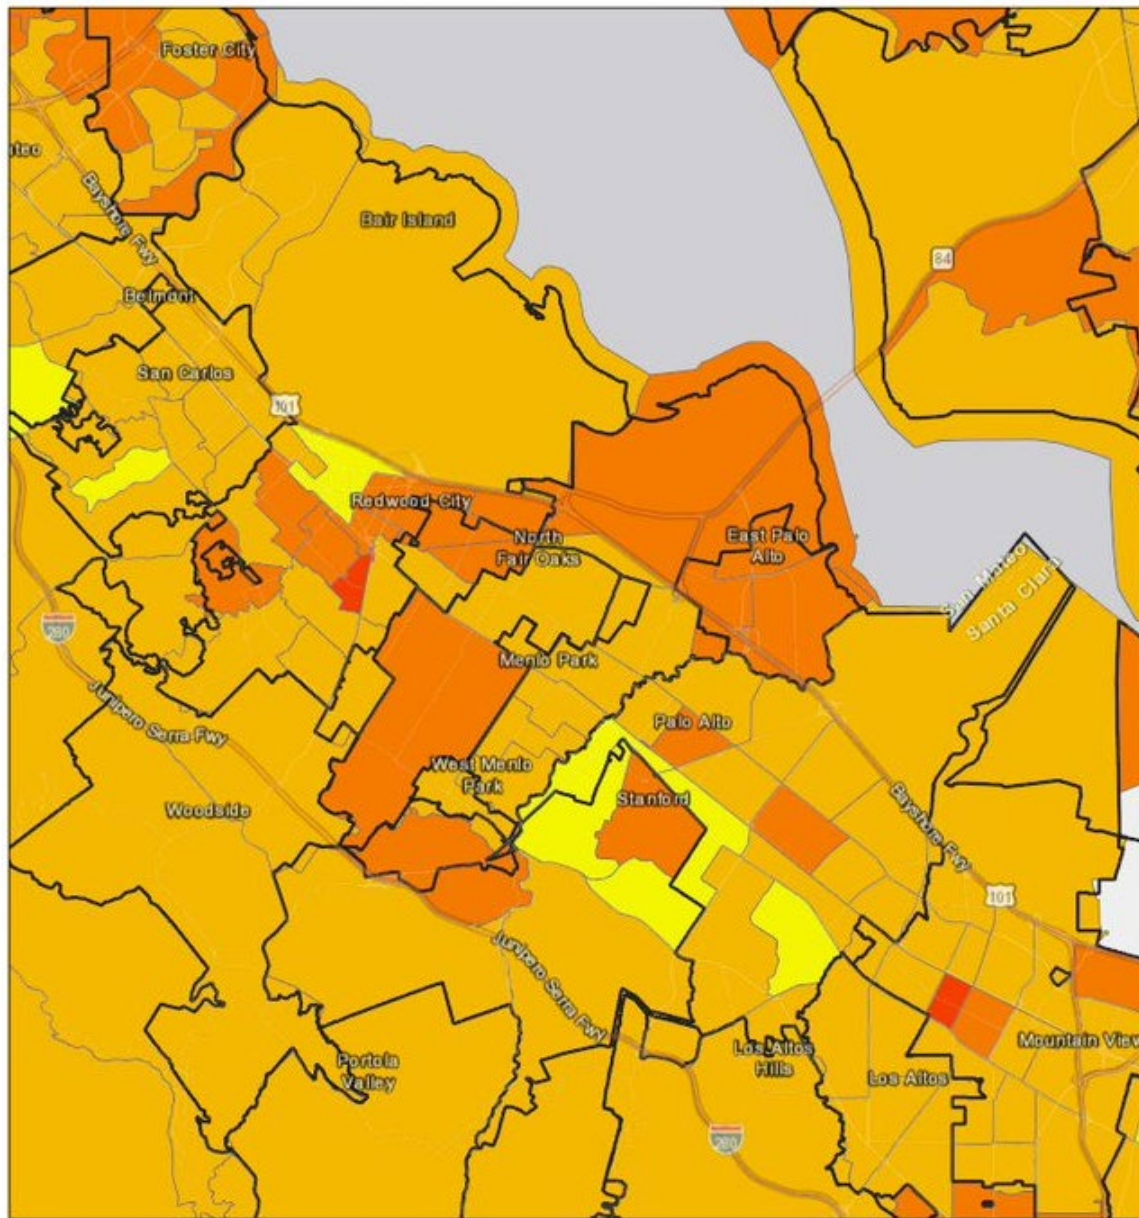 Foster City
ateo
Bayshore Fwy
Bair Island
84
Belmont
San Carlos
101
Redwood City
North
Fair Oaks
East Palo
Alto
San Mateo
Santa Clara
280
Menlo Park
Junipero Serra Fwy
Palo Alto
West Menlo
Park
Stanford
Woodside
Bayshore Fwy
101
Junipero Serra Fwy
Portola
Valley
Los Altos
Hills
Mountain View
Los Altos
280